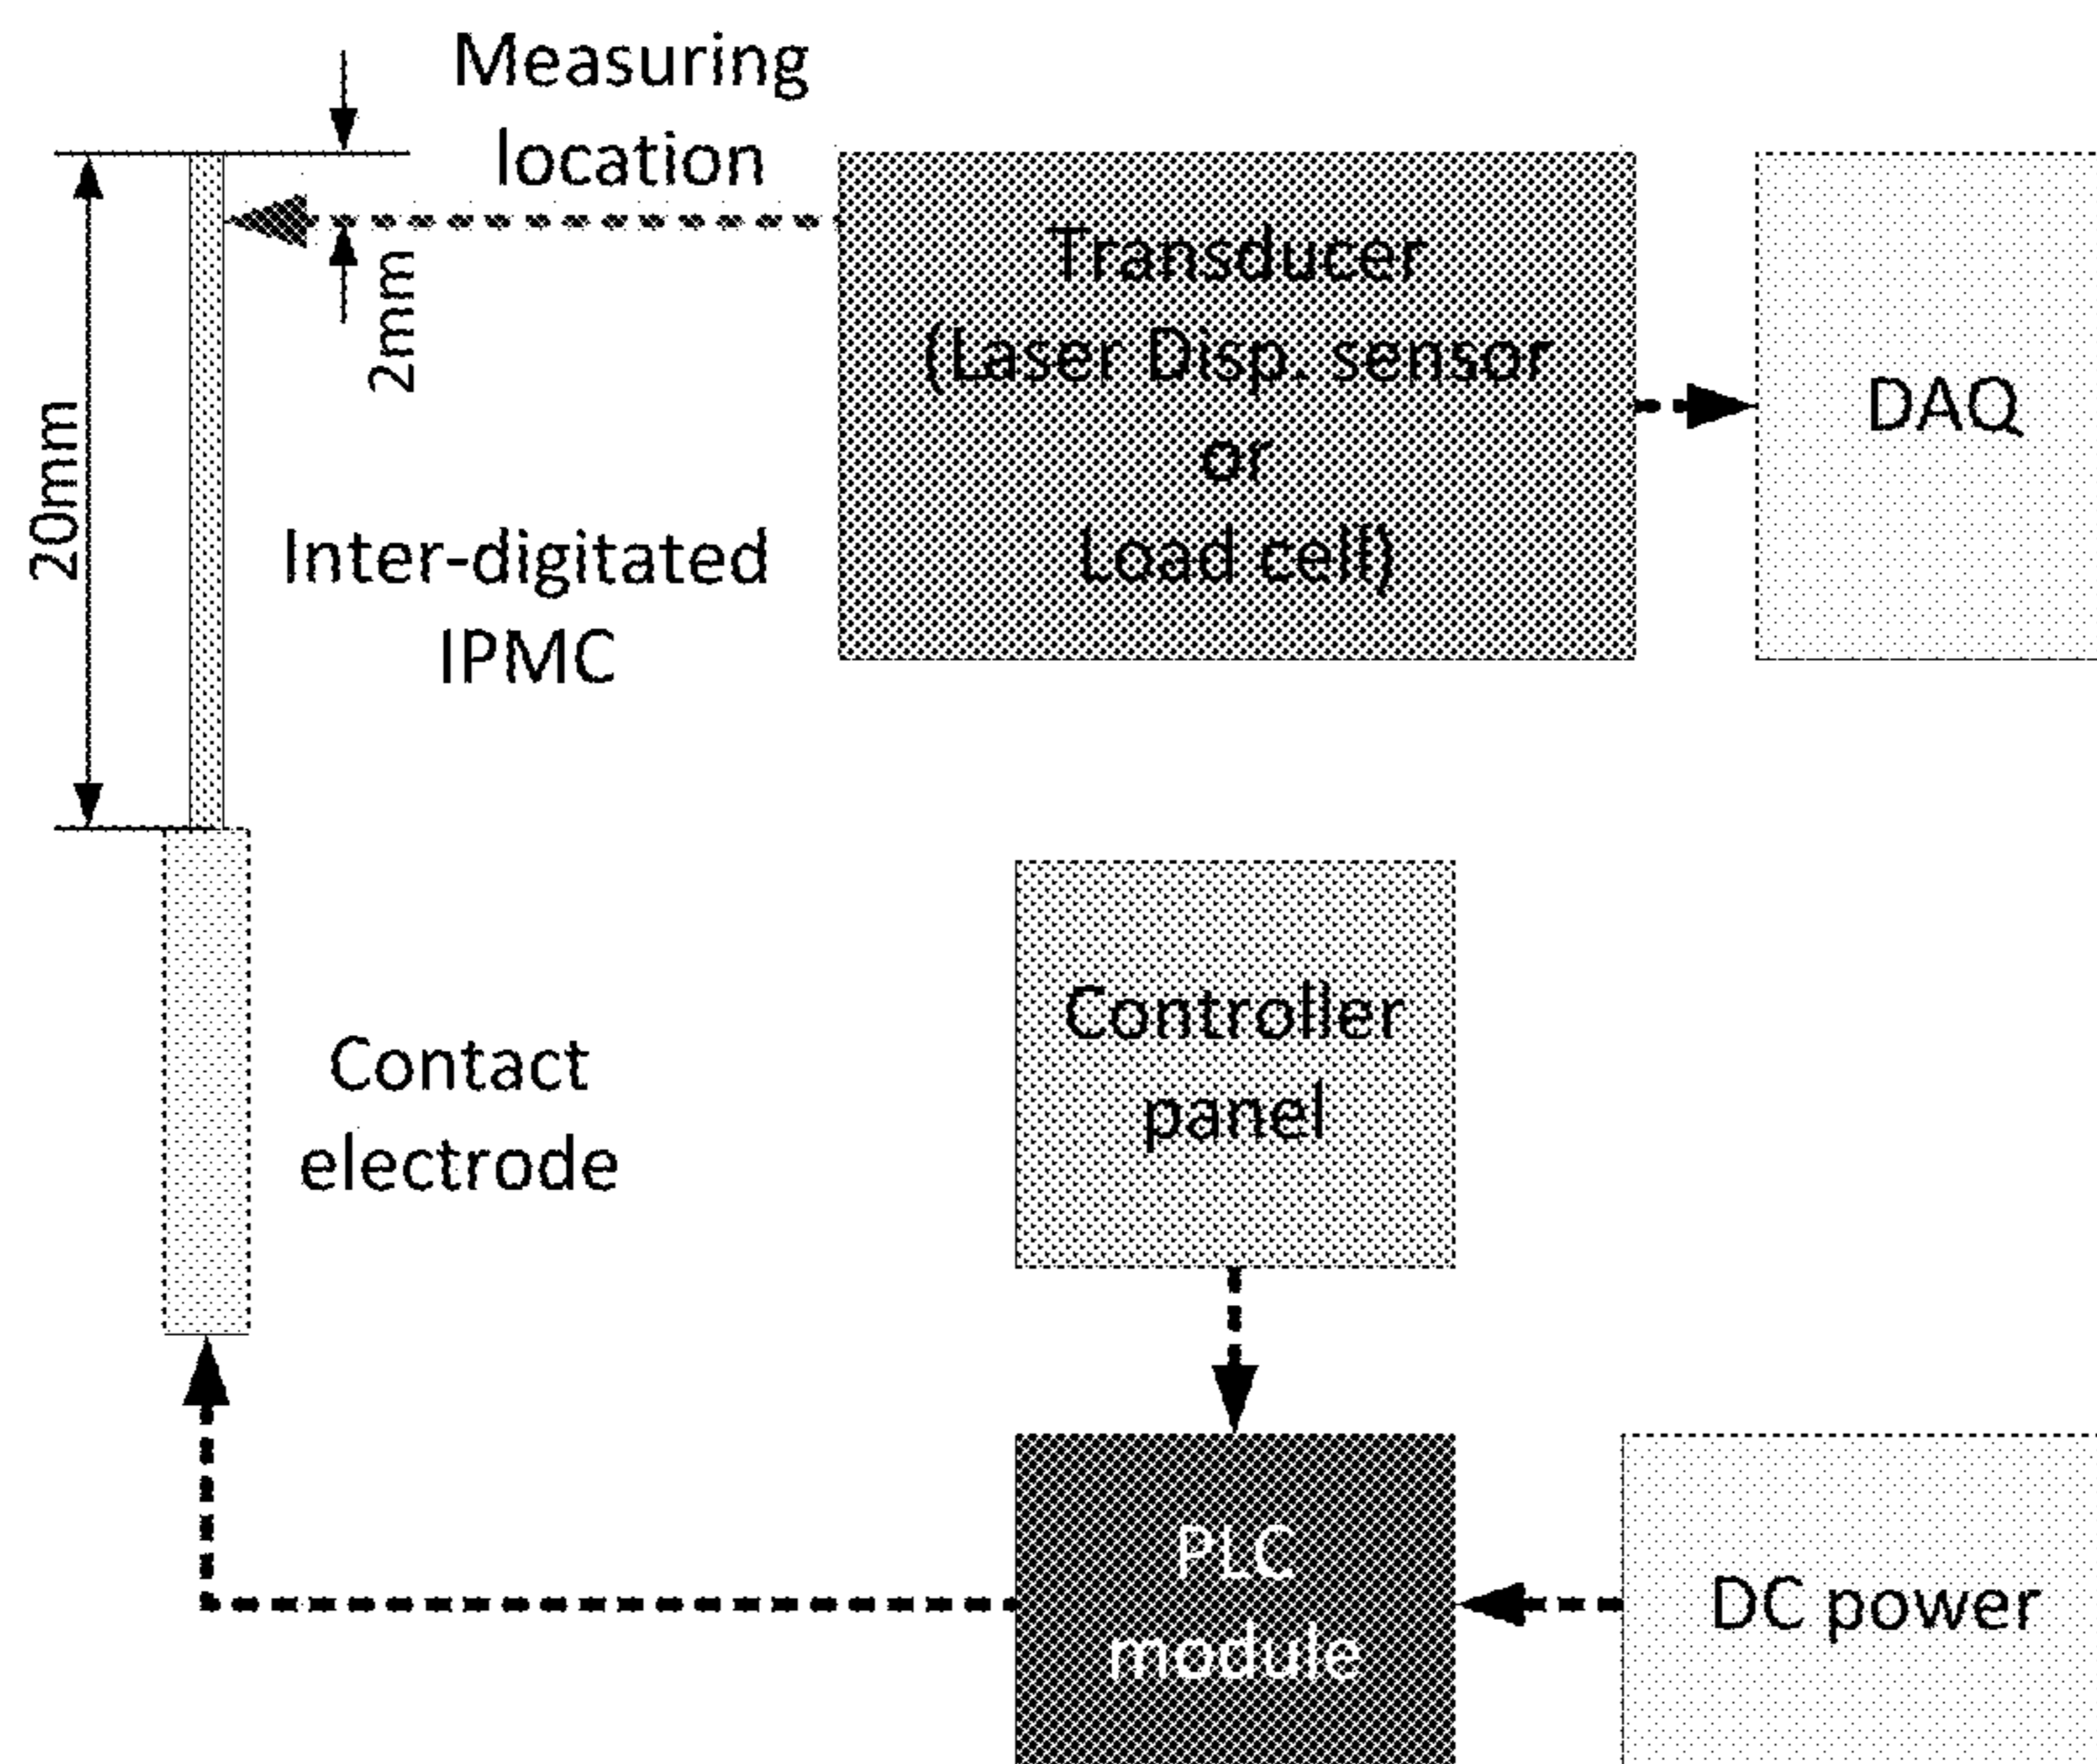 Measuring
location
2mm
20mm
Transducer
(Laser Disp. sensor
or
Load cell)
DAQ
Inter-digitated
IPMC
Contact
electrode
Controller
panel
PLC
module
DC power